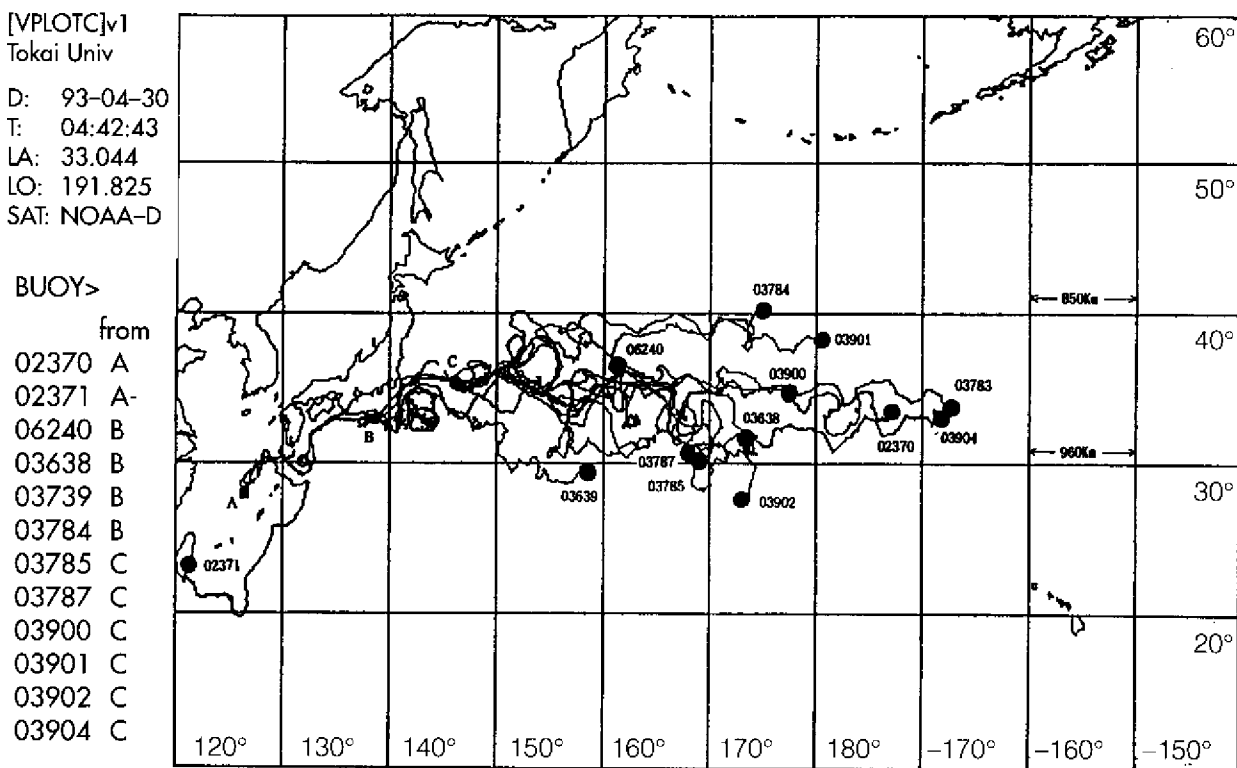 [VPLOTC]v1
Tokai Univ
D: 93-04-30
T: 04:42:43
LA: 33.044
LO: 191.825
SAT: NOAA-D
BUOY>
from
02370 A
02371 A-
06240 B
03638 B
03739 B
03784 B
03785 C
03787 C
03900 C
03901 C
03902 C
03904 C
60°
50°
03784
850Km
40°
03901
06240
C
03900
03783
03638
B
02370
03904
03787
960Km
A
03639
03785
03902
30°
02371
20°
120° 130° 140° 150° 160° 170° 180° -170° -160° -150°